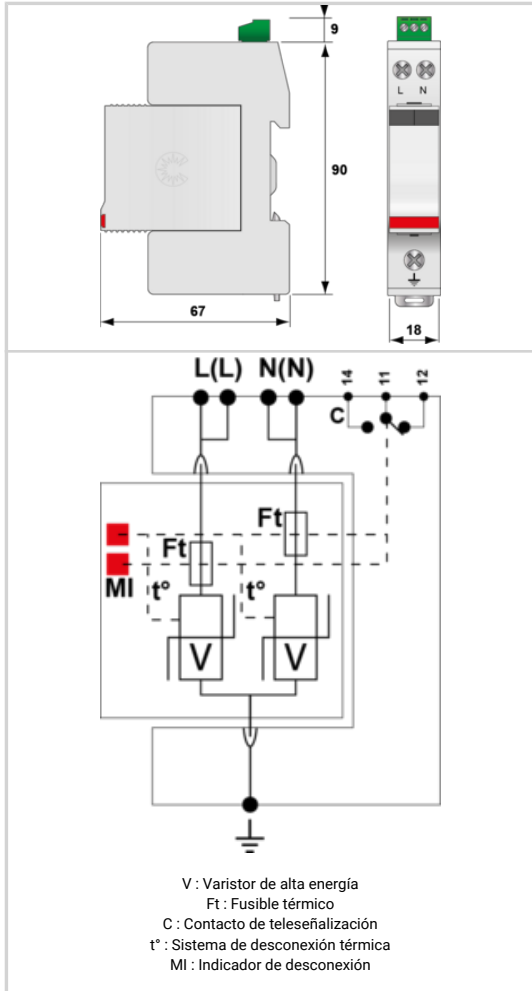 9
L N
90
67
18
L(L) N(N)
14 11 12
C
Ft
Ft
MI
t° t°
V V
V : Varistor de alta energía
Ft : Fusible térmico
C : Contacto de teleseñalización
t° : Sistema de desconexión térmica
MI : Indicador de desconexión